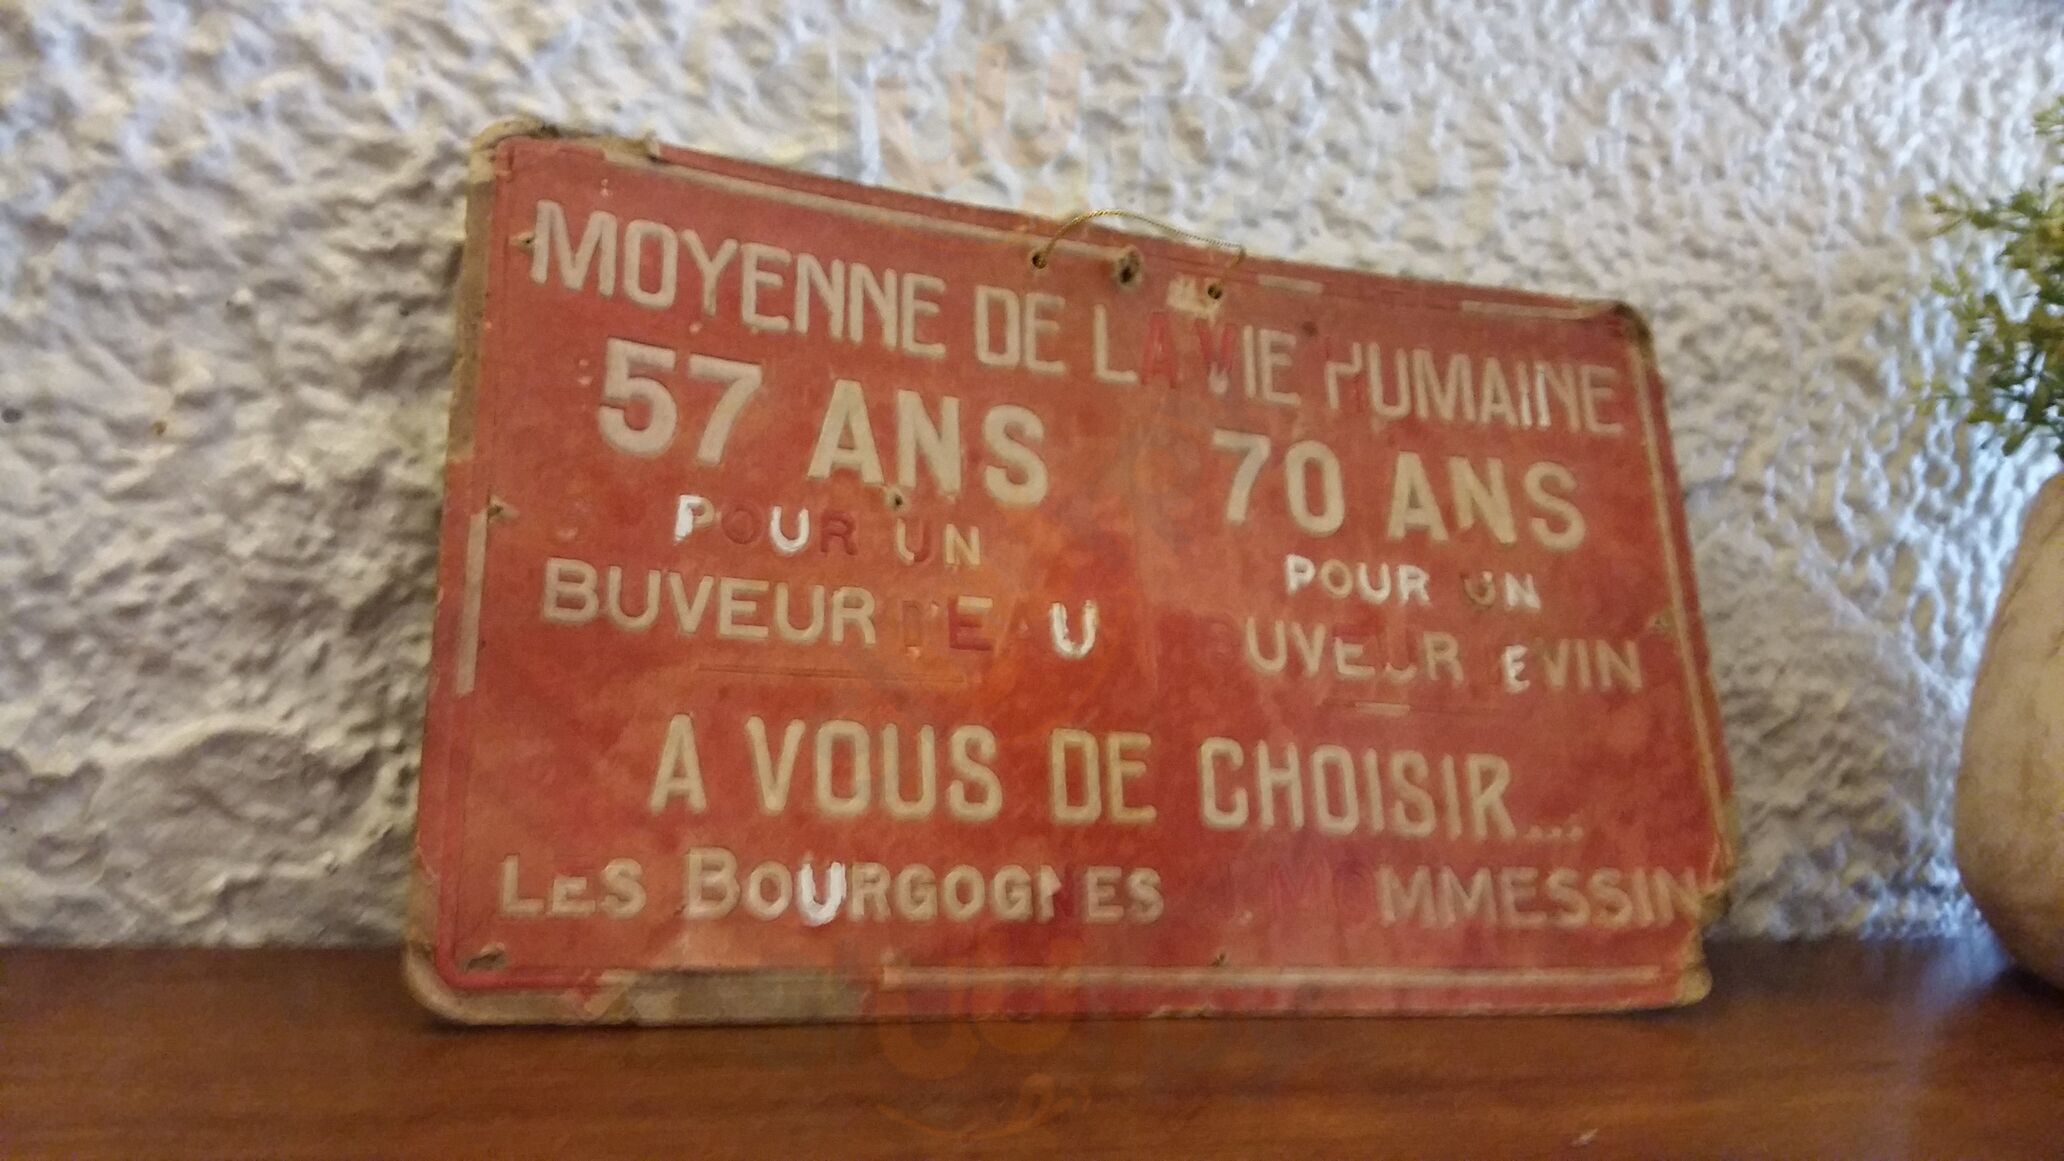 MOYENNE DE LA VIE HUMAINE
57 ANS 70 ANS
POUR UN POUR UN
BUVEUR D'EAU BUVEUR DE VIN
A VOUS DE CHOISIR...
LES BOURGOGNES MOMMESSIN